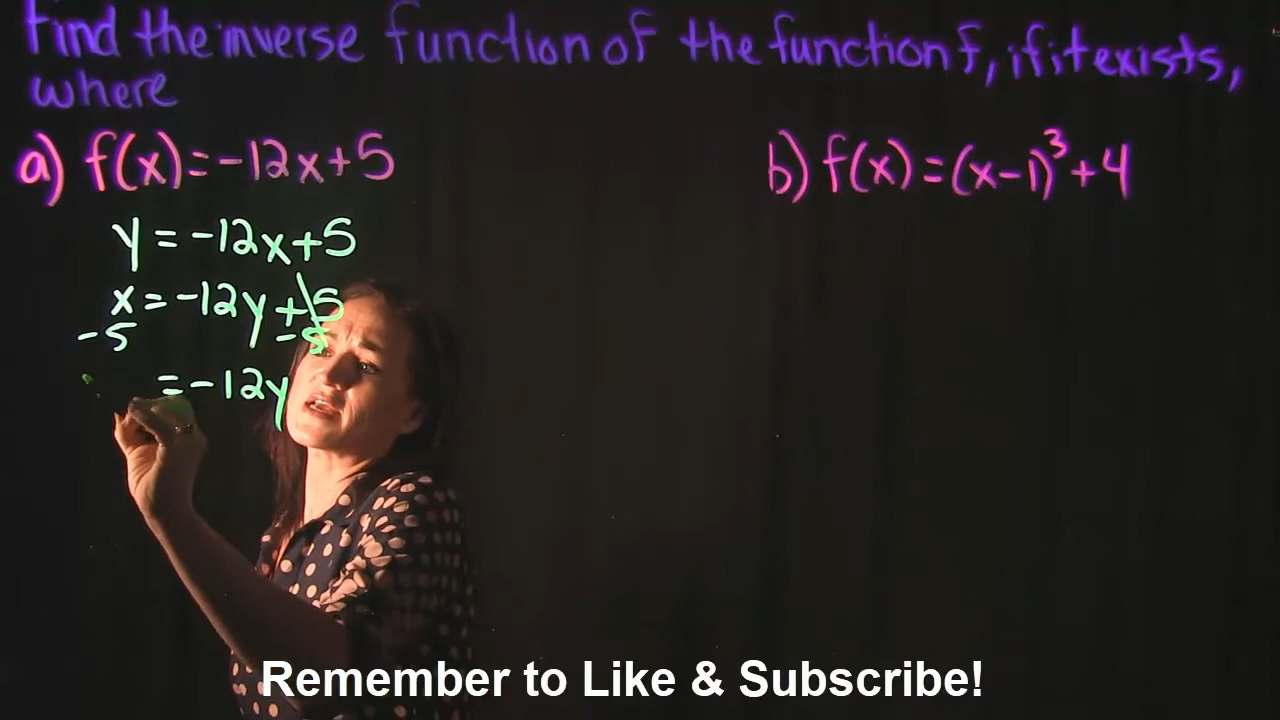 Find the inverse function of the function f, if it exists,
where
a) f(x)=-12x+5
b) f(x)=(x-1)³+4
y=-12x+5
x=-12y+5
-5 -5
=-12y
Remember to Like & Subscribe!